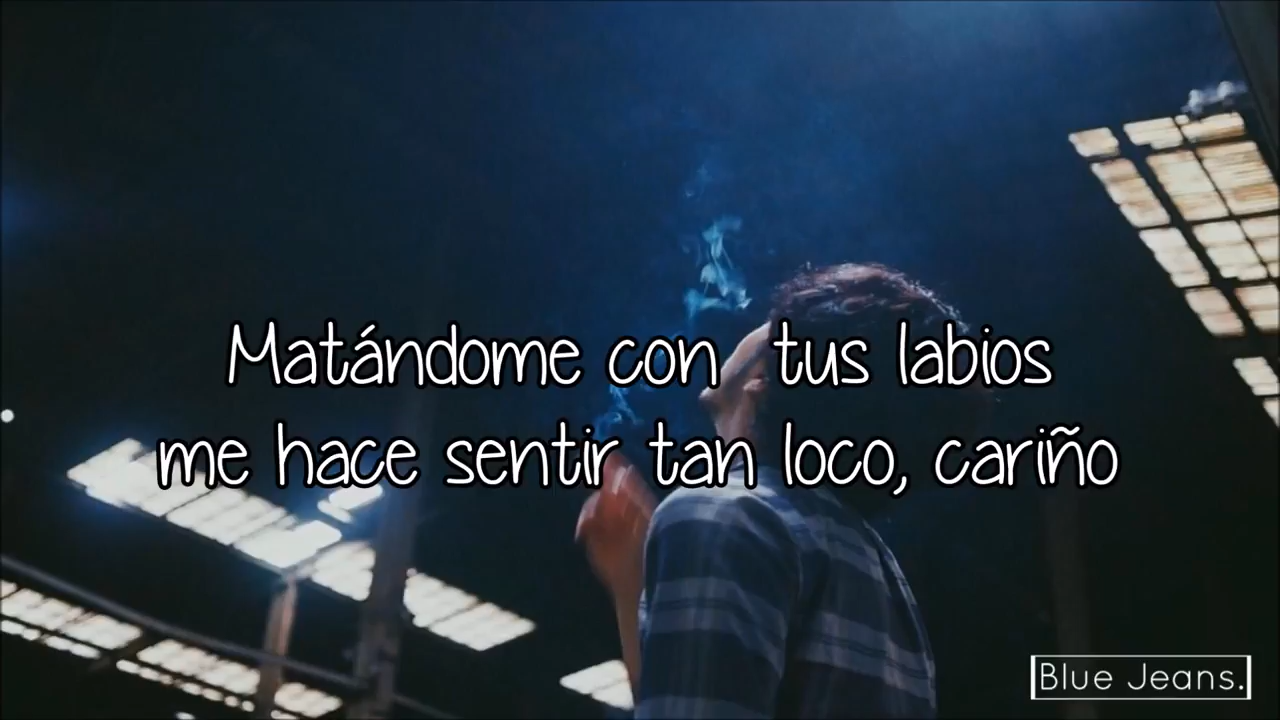 Matándome con tus labios
me hace sentir tan loco, cariño
Blue Jeans.